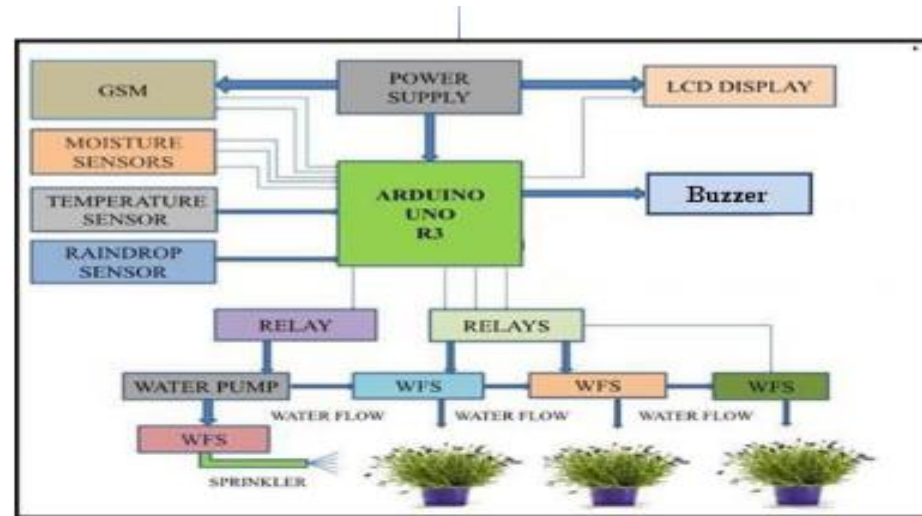 GSM
POWER
SUPPLY
LCD DISPLAY
MOISTURE
SENSORS
ARDUINO
UNO
R3
Buzzer
TEMPERATURE
SENSOR
RAINDROP
SENSOR
RELAY
RELAYS
WATER PUMP
WFS
WFS
WFS
WATER FLOW
WATER FLOW
WATER FLOW
WFS
SPRINKLER